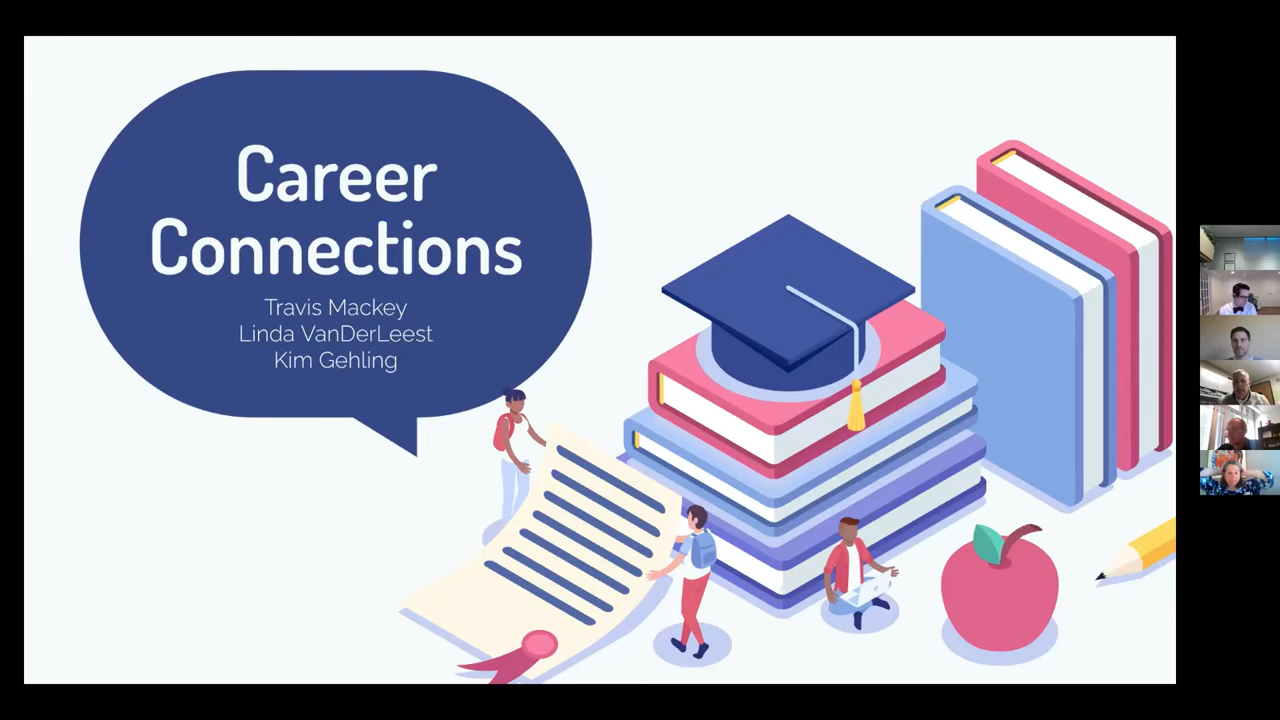 Career
Connections
Travis Mackey
Linda VanDerLeest
Kim Gehling